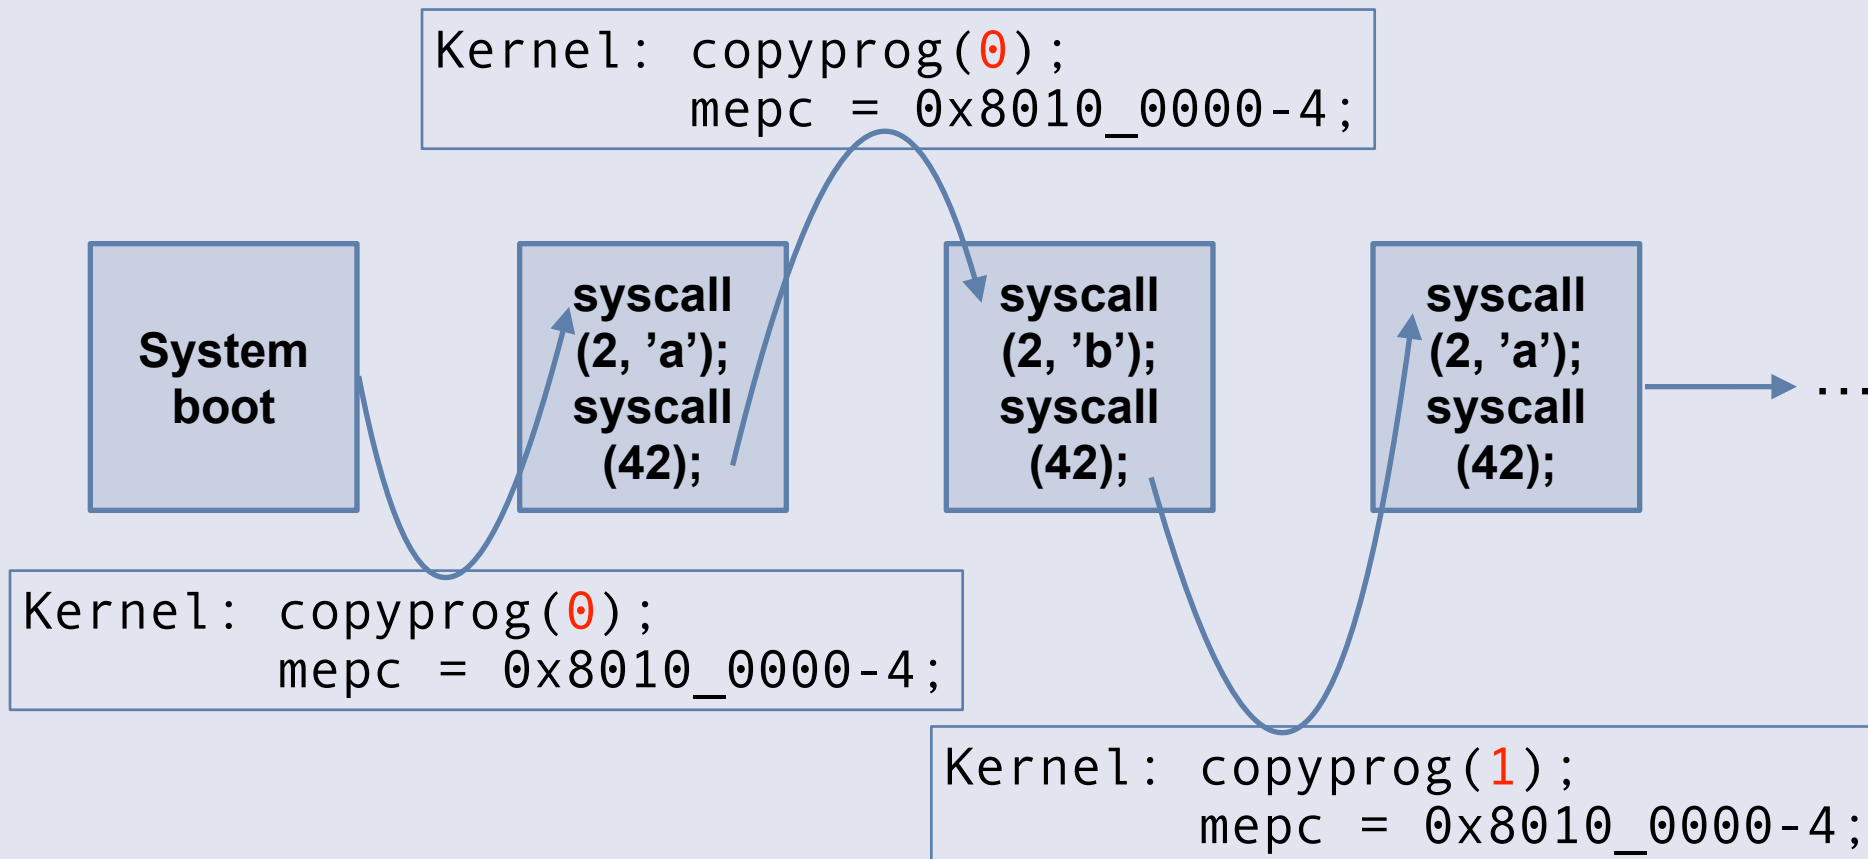 Kernel: copyprog(0);
mepc = 0x8010_0000-4;
System
boot
syscall
(2, ’a’);
syscall
(42);
syscall
(2, ’b’);
syscall
(42);
syscall
(2, ’a’);
syscall
(42);
...
Kernel: copyprog(0);
mepc = 0x8010_0000-4;
Kernel: copyprog(1);
mepc = 0x8010_0000-4;